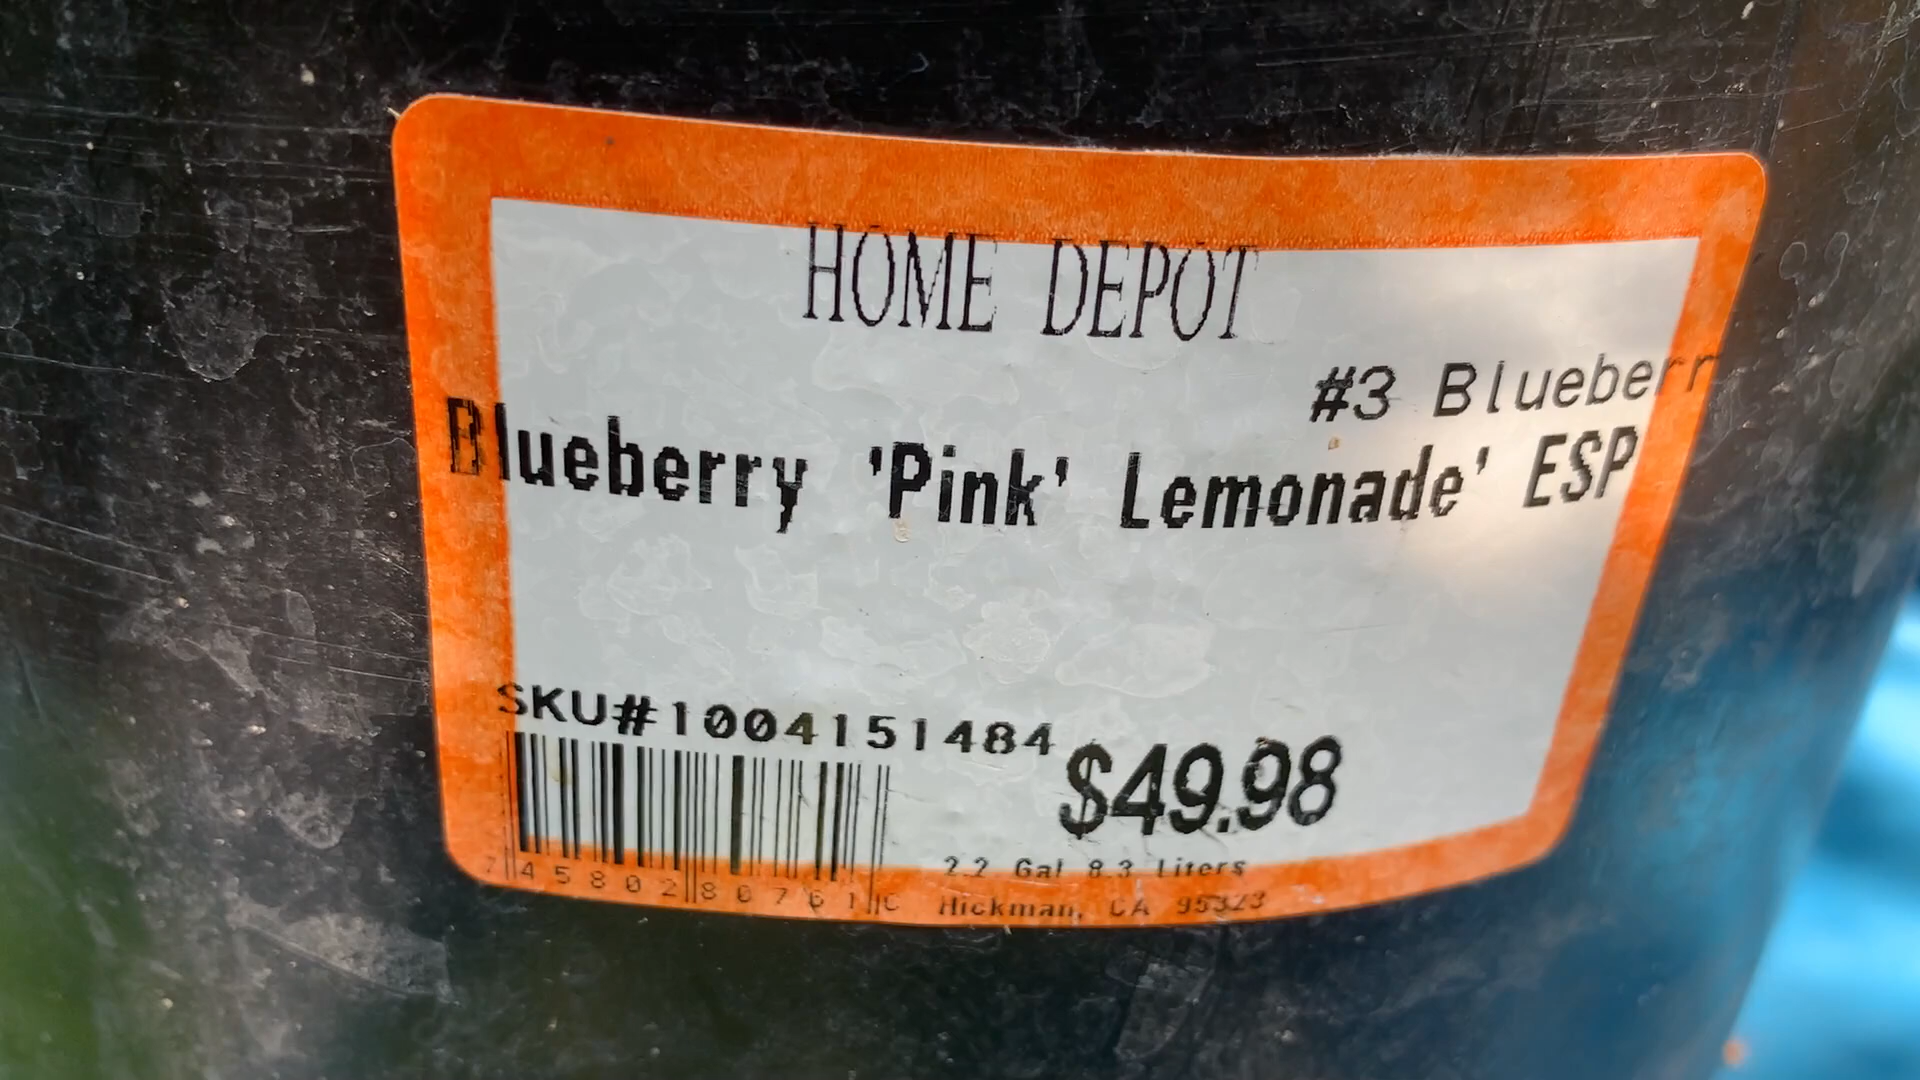 HOME DEPOT
#3 Blueberr
Blueberry 'Pink' Lemonade' ESP
SKU#1004151484
$49.98
7 45802 80761 C
2.2 Gal 8.3 Liters
Hickman, CA 95323